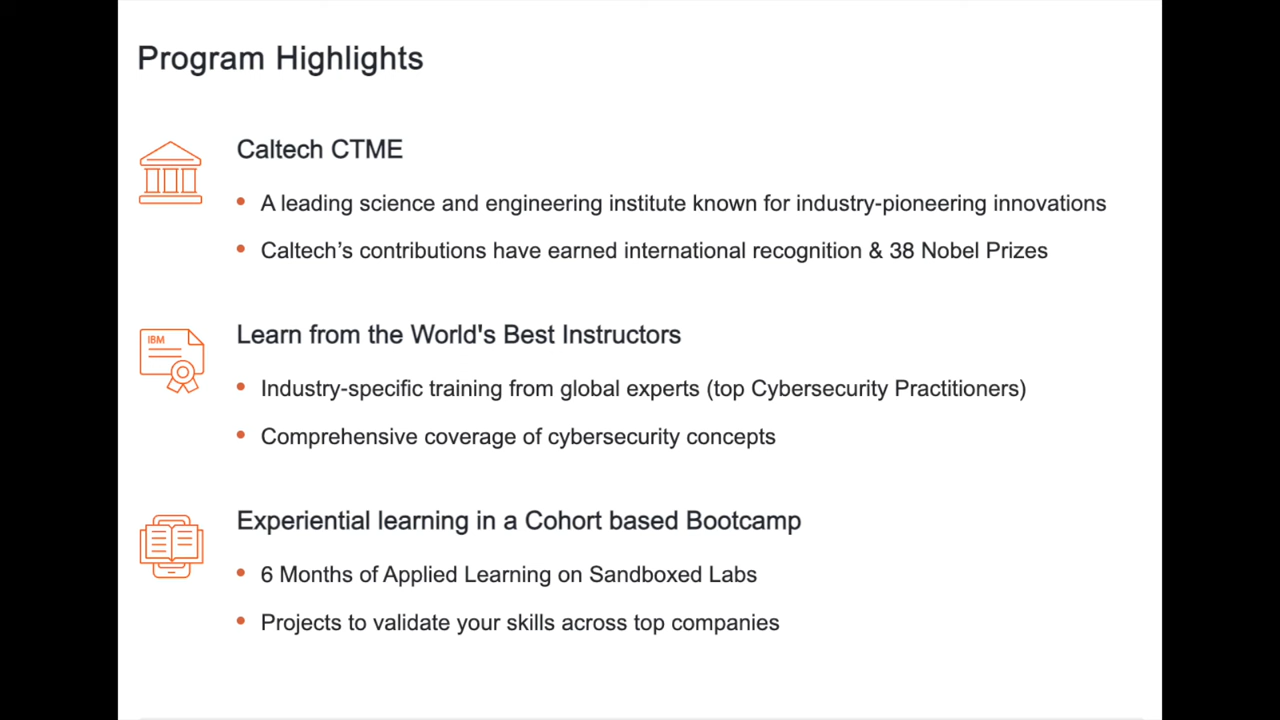 Program Highlights
Caltech CTME
• A leading science and engineering institute known for industry-pioneering innovations
• Caltech’s contributions have earned international recognition & 38 Nobel Prizes
IBM
Learn from the World's Best Instructors
• Industry-specific training from global experts (top Cybersecurity Practitioners)
• Comprehensive coverage of cybersecurity concepts
Experiential learning in a Cohort based Bootcamp
• 6 Months of Applied Learning on Sandboxed Labs
• Projects to validate your skills across top companies